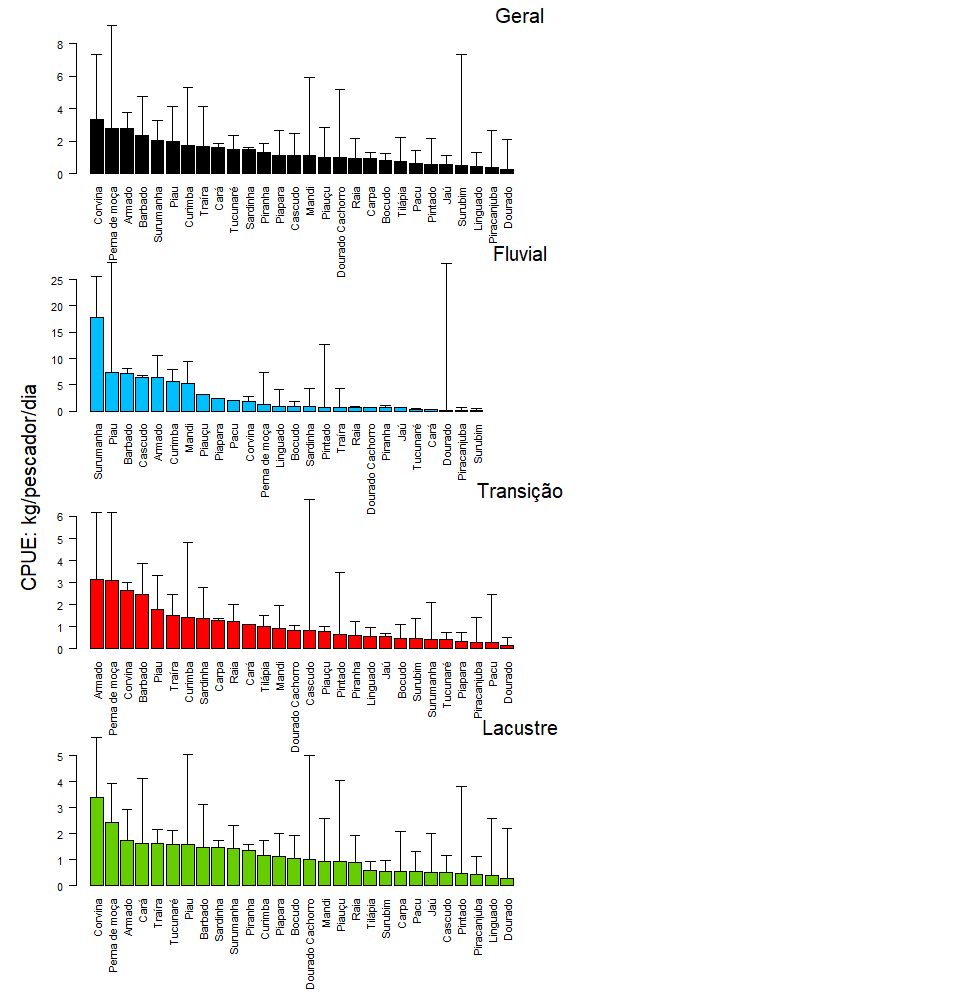 CPUE: kg/pescador/dia
Geral
8
6
4
2
0
Corvina
Perna de moça
Armado
Barbado
Surumanha
Piau
Curimba
Traíra
Cará
Tucunaré
Sardinha
Piranha
Piapara
Cascudo
Mandi
Piauçu
Dourado Cachorro
Raia
Carpa
Bocudo
Tilápia
Pacu
Pintado
Jaú
Surubim
Linguado
Piracanjuba
Dourado
Fluvial
25
20
15
10
5
0
Surumanha
Piau
Barbado
Cascudo
Armado
Curimba
Mandi
Piauçu
Piapara
Pacu
Corvina
Perna de moça
Linguado
Bocudo
Sardinha
Pintado
Traíra
Raia
Dourado Cachorro
Piranha
Jaú
Tucunaré
Cará
Dourado
Piracanjuba
Surubim
Transição
6
5
4
3
2
1
0
Armado
Perna de moça
Corvina
Barbado
Piau
Traíra
Curimba
Sardinha
Carpa
Raia
Cará
Tilápia
Mandi
Dourado Cachorro
Cascudo
Piauçu
Pintado
Piranha
Linguado
Jaú
Bocudo
Surubim
Surumanha
Tucunaré
Piapara
Piracanjuba
Pacu
Dourado
Lacustre
5
4
3
2
1
0
Corvina
Perna de moça
Armado
Cará
Traíra
Tucunaré
Piau
Barbado
Sardinha
Surumanha
Piranha
Curimba
Piapara
Bocudo
Dourado Cachorro
Mandi
Piauçu
Raia
Tilápia
Surubim
Carpa
Pacu
Jaú
Cascudo
Pintado
Piracanjuba
Linguado
Dourado